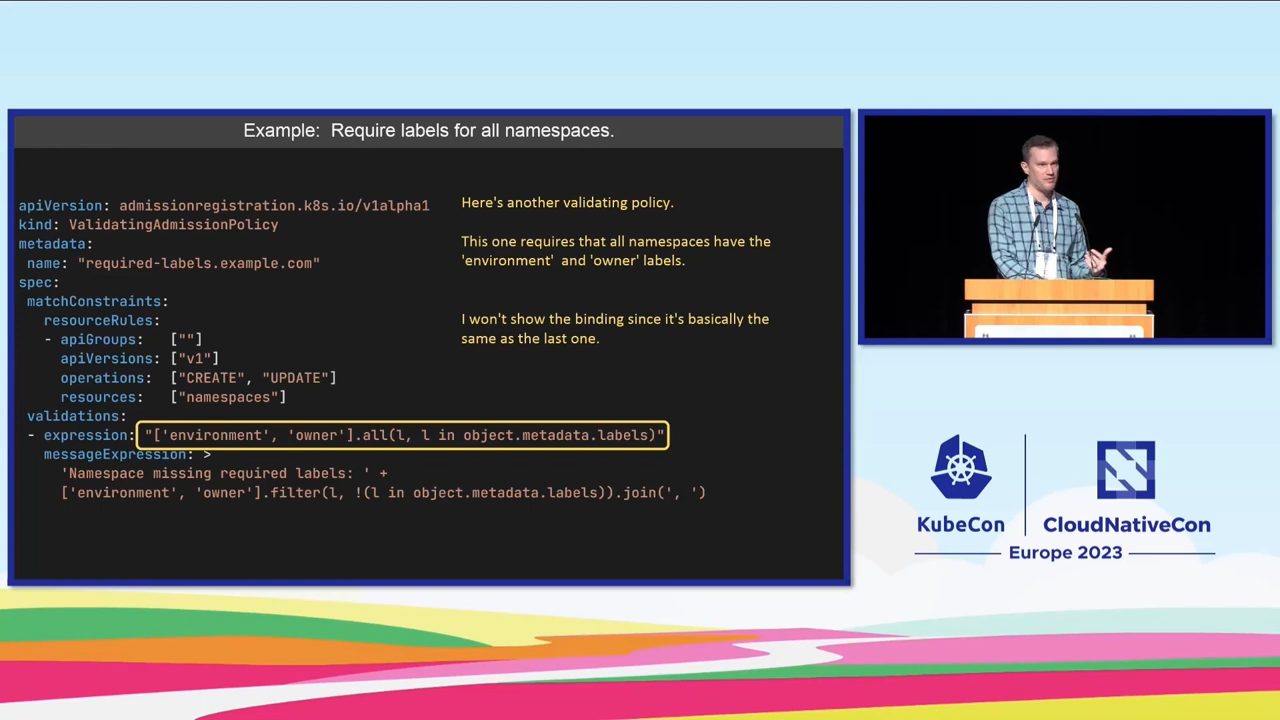 Example:  Require labels for all namespaces.
apiVersion: admissionregistration.k8s.io/v1alpha1
kind: ValidatingAdmissionPolicy
metadata:
 name: "required-labels.example.com"
spec:
 matchConstraints:
   resourceRules:
   - apiGroups:   [""]
     apiVersions: ["v1"]
     operations:  ["CREATE", "UPDATE"]
     resources:   ["namespaces"]
 validations:
 - expression: "['environment', 'owner'].all(l, l in object.metadata.labels)"
   messageExpression: >
     'Namespace missing required labels: ' +
     ['environment', 'owner'].filter(l, !(l in object.metadata.labels)).join(', ')
Here's another validating policy.
This one requires that all namespaces have the
'environment'  and 'owner' labels.
I won't show the binding since it's basically the
same as the last one.
KubeCon
CloudNativeCon
Europe 2023